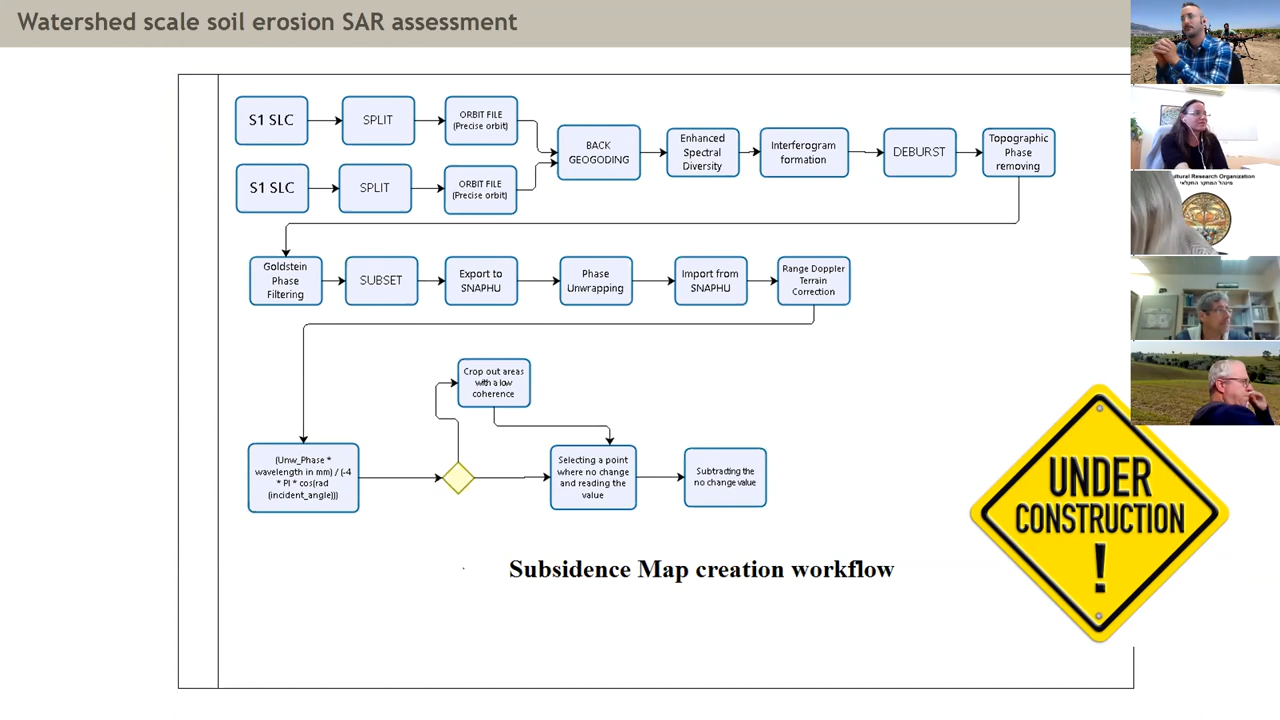 Watershed scale soil erosion SAR assessment
S1 SLC
SPLIT
ORBIT FILE
(Precise orbit)
S1 SLC
SPLIT
ORBIT FILE
(Precise orbit)
BACK
GEOGODING
Enhanced
Spectral
Diversity
Interferogram
formation
DEBURST
Topographic
Phase
removing
Goldstein
Phase
Filtering
SUBSET
Export to
SNAPHU
Phase
Unwrapping
Import from
SNAPHU
Range Doppler
Terrain
Correction
Crop out areas
with a low
coherence
(Unw_Phase *
wavelength in mm) / (-4
* PI * cos(rad
(incident_angle)))
Selecting a point
where no change
and reading the
value
Subtracting the
no change value
Subsidence Map creation workflow
UNDER
CONSTRUCTION
!
ultural Research Organization